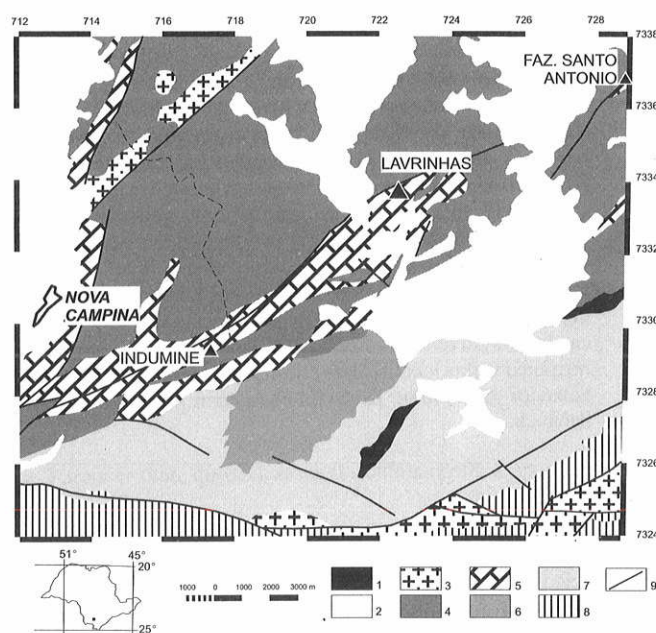 712 714 716 718 720 722 724 726 728
7338
FAZ. SANTO
ANTONIO
7336
LAVRINHAS
7334
7332
NOVA
CAMPINA
7330
INDUMINE
7328
7326
7324
51° 45°
20°
25°
1000 0 1000 2000 3000 m
1 3 5 7 9
2 4 6 8